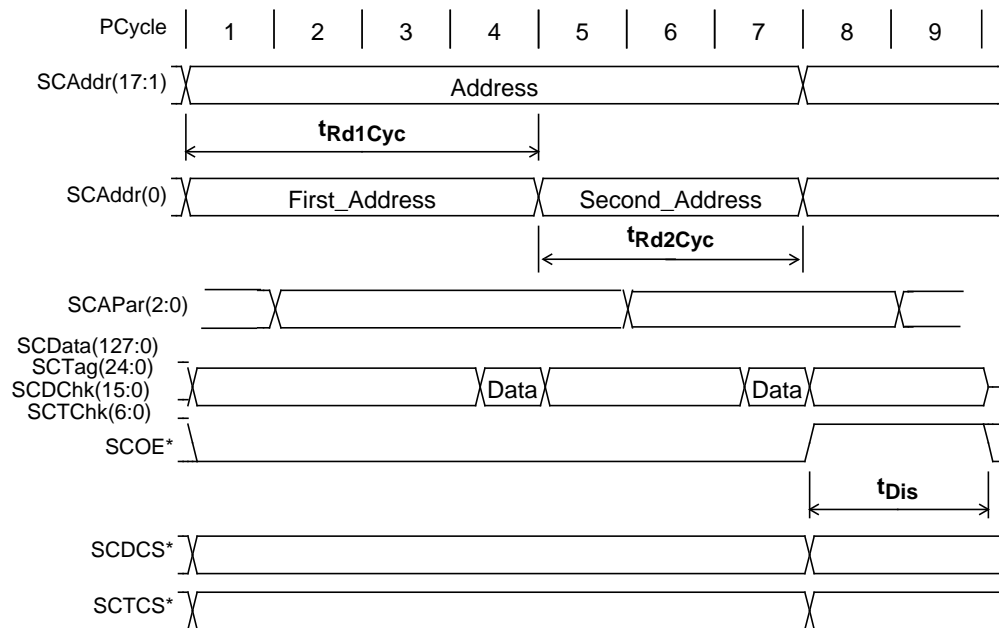 PCycle 1 2 3 4 5 6 7 8 9
SCAddr(17:1) Address
tRd1Cyc
SCAddr(0) First_Address Second_Address
tRd2Cyc
SCAPar(2:0)
SCData(127:0)
SCTag(24:0)
SCDChk(15:0) Data Data
SCTChk(6:0)
SCOE*
tDis
SCDCS*
SCTCS*